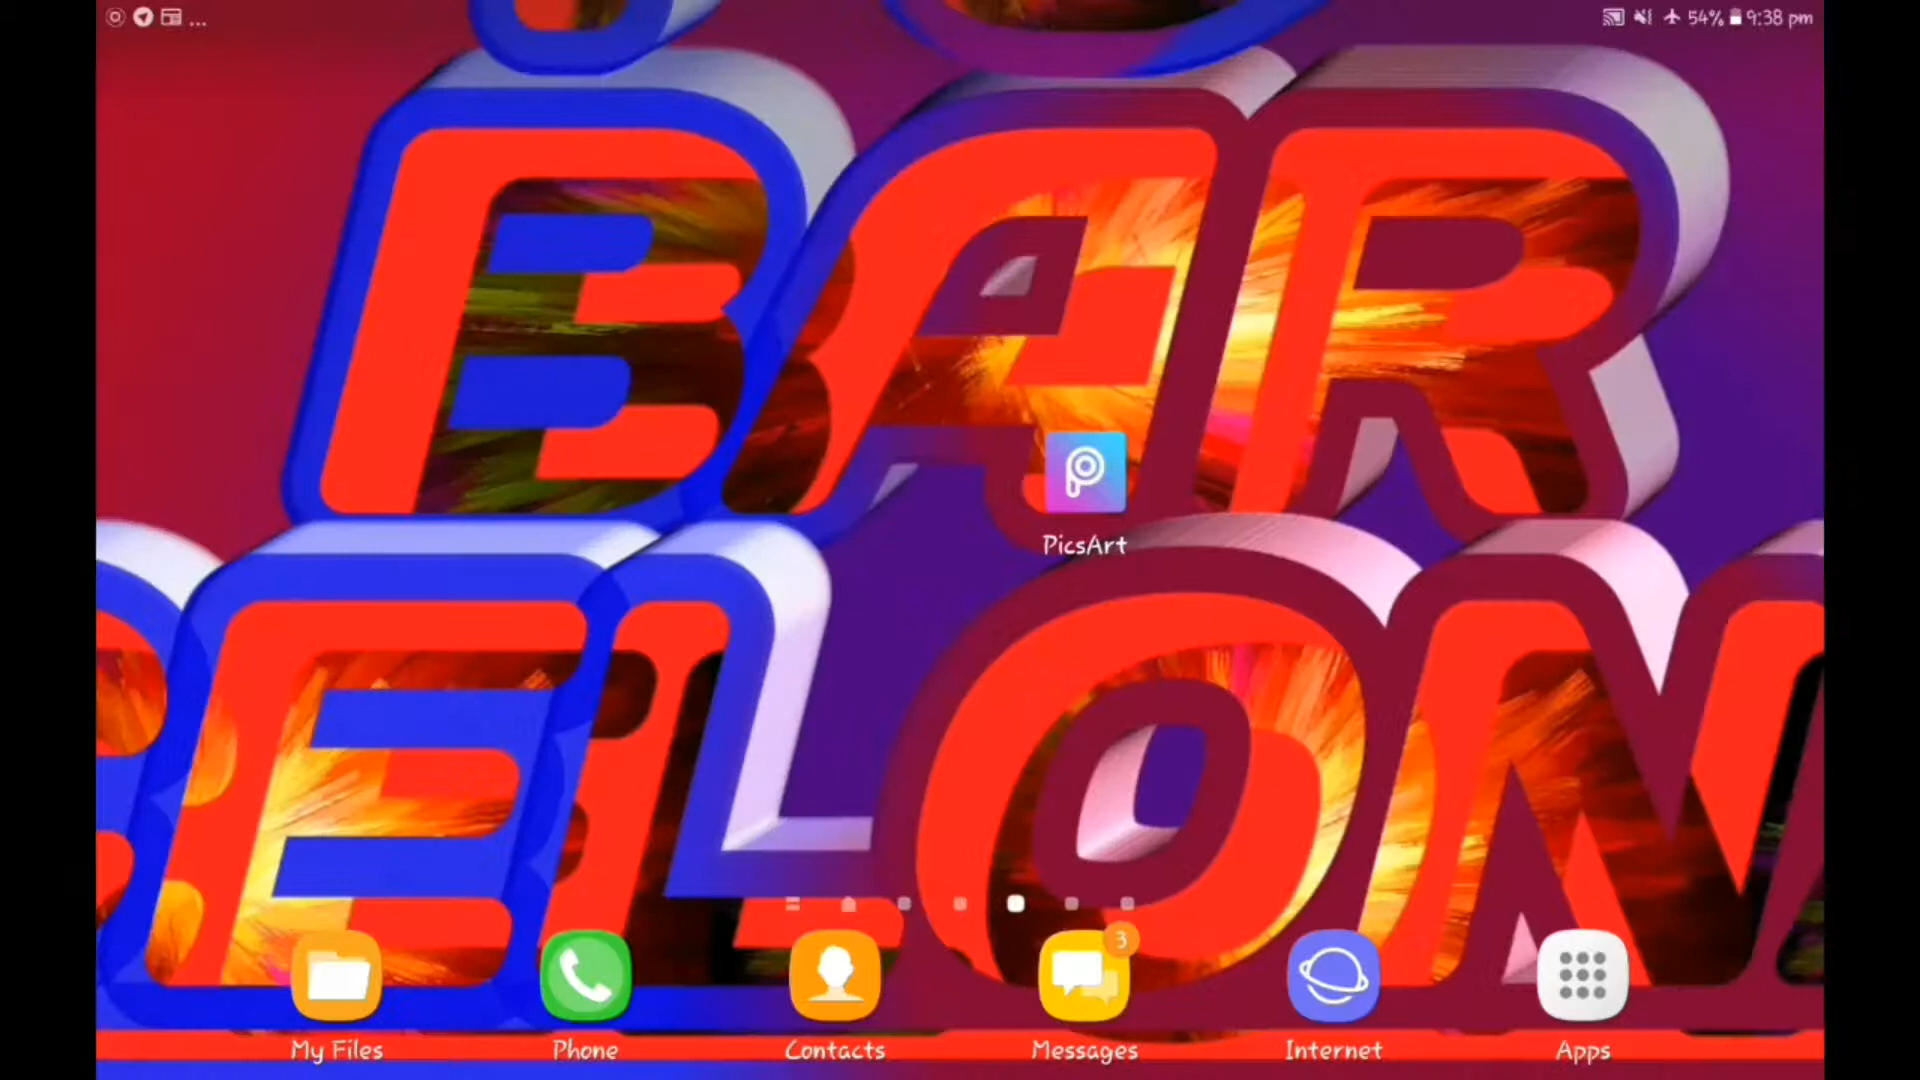 ... 54% 9:38 pm
BAR
PicsArt
ELON
3
My Files Phone Contacts Messages Internet Apps